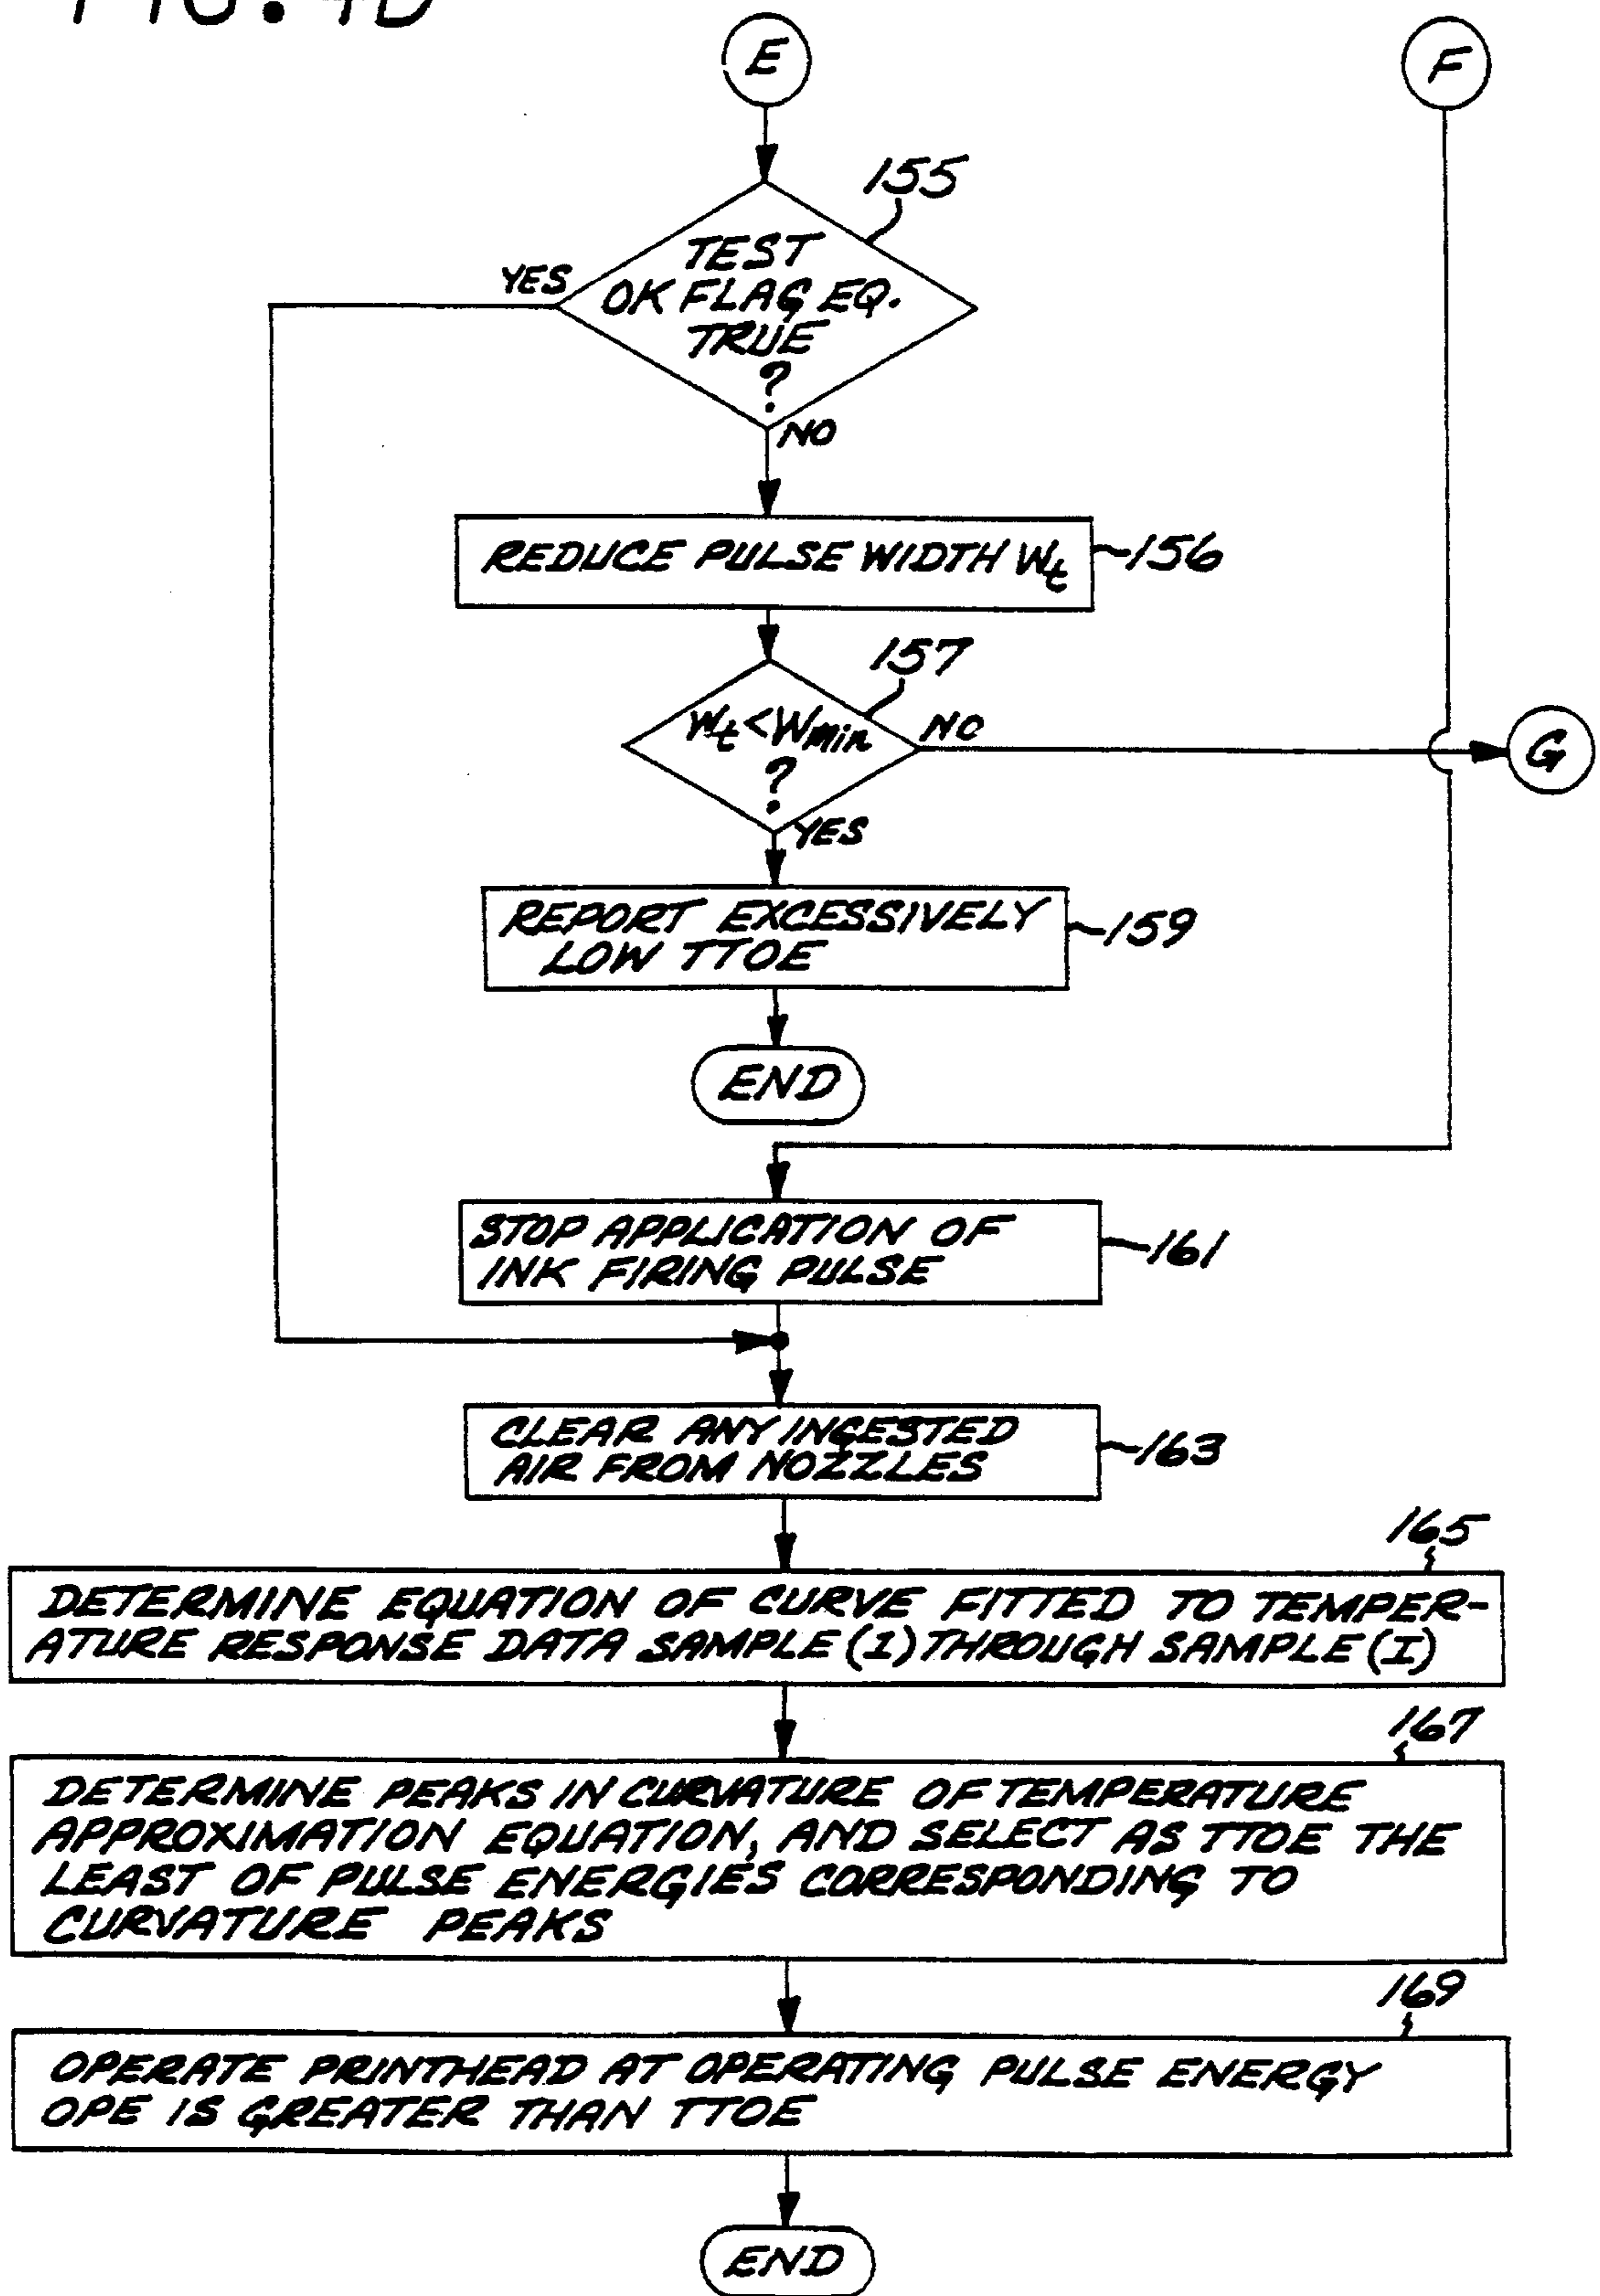 FIG. 4D
E
F
155
TEST
OK FLAG EQ.
TRUE
?
YES
NO
REDUCE PULSE WIDTH Wt
156
157
Wt<WMin
?
NO
G
YES
REPORT EXCESSIVELY
LOW TTOE
159
END
STOP APPLICATION OF
INK FIRING PULSE
161
CLEAR ANY INGESTED
AIR FROM NOZZLES
163
165
DETERMINE EQUATION OF CURVE FITTED TO TEMPER-
ATURE RESPONSE DATA SAMPLE(1) THROUGH SAMPLE(I)
167
DETERMINE PEAKS IN CURVATURE OF TEMPERATURE
APPROXIMATION EQUATION, AND SELECT AS TTOE THE
LEAST OF PULSE ENERGIES CORRESPONDING TO
CURVATURE PEAKS
169
OPERATE PRINTHEAD AT OPERATING PULSE ENERGY
OPE IS GREATER THAN TTOE
END